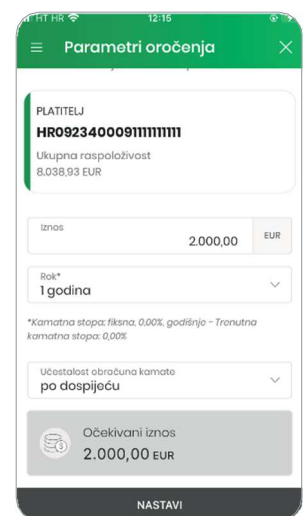 HT HR 12:15
Parametri oročenja
PLATITELJ
HR0923400091111111111
Ukupna raspoloživost
8.038,93 EUR
Iznos
2.000,00 EUR
Rok*
1 godina
*Kamatna stopa: fiksna, 0,00%, godišnje - Trenutna
kamatna stopa: 0,00%
Učestalost obračuna kamate
po dospijeću
Očekivani iznos
2.000,00 EUR
NASTAVI